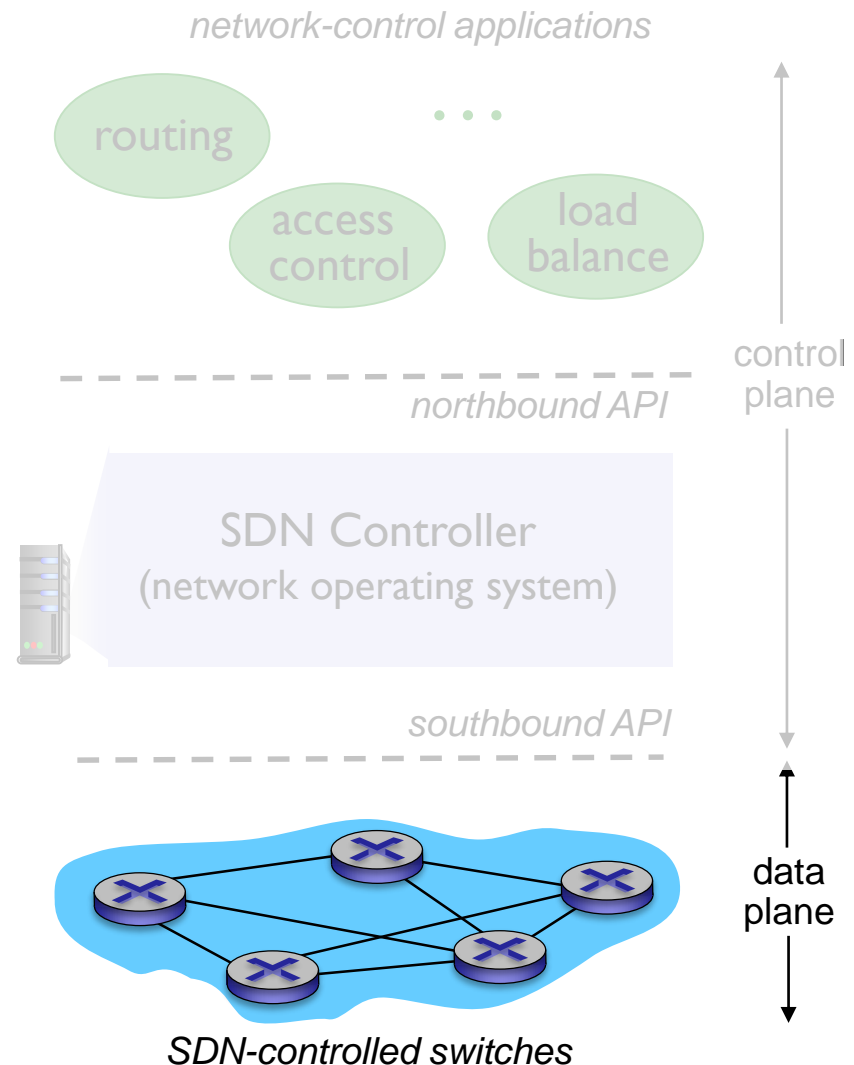 network-control applications
routing
. . .
access
control
load
balance
control
plane
northbound API
SDN Controller
(network operating system)
southbound API
data
plane
SDN-controlled switches